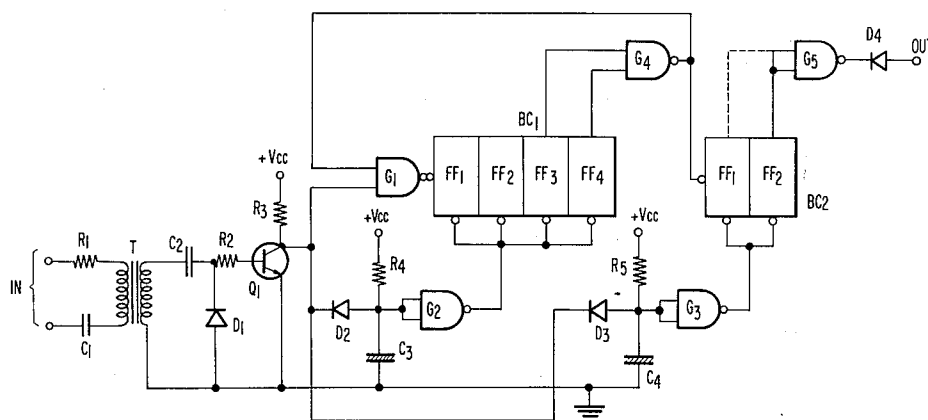 D4
OUT
G5
G4
BC1
FF1
FF2
FF3
FF4
FF1
FF2
BC2
G1
+Vcc
R3
+Vcc
+Vcc
R1
T
C2
R2
Q1
R4
R5
IN
D1
D2
G2
D3
G3
C1
C3
C4